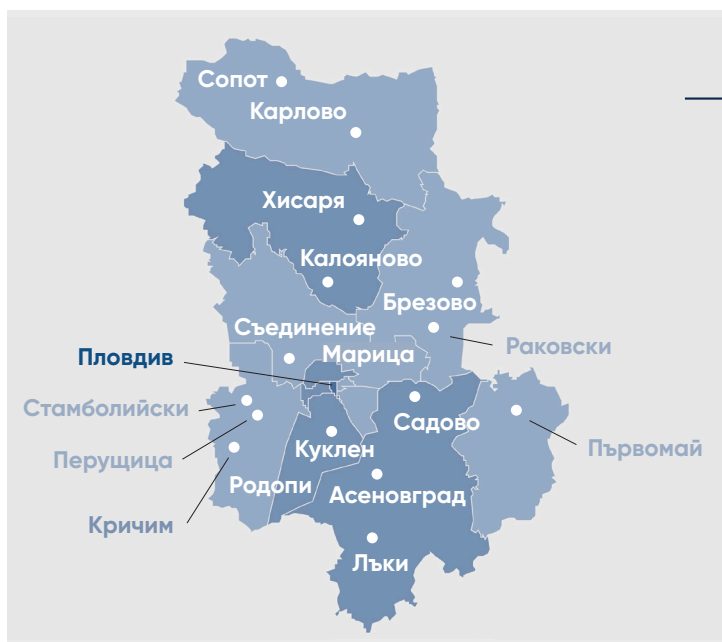 Сопот
Карлово
Хисаря
Калояново
Брезово
Съединение
Марица
Раковски
Пловдив
Стамболийски
Садово
Перущица
Куклен
Първомай
Родопи
Асеновград
Кричим
Лъки